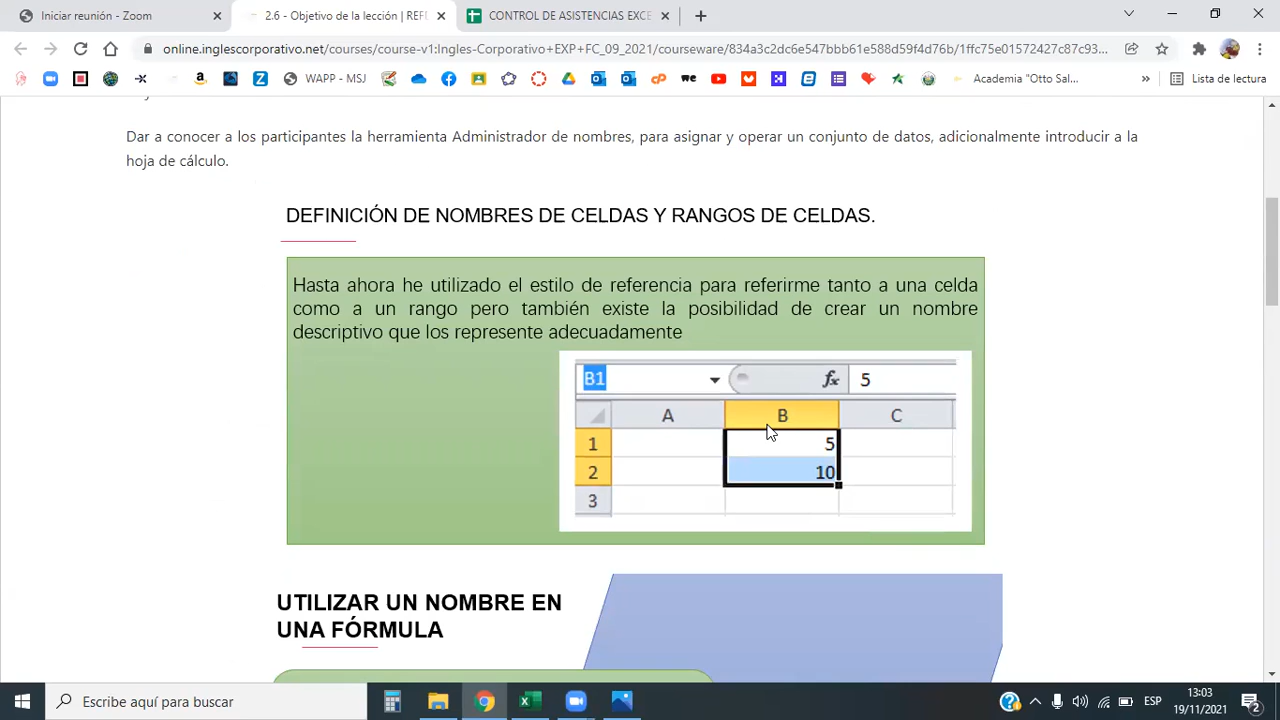 Iniciar reunión - Zoom
2.6 - Objetivo de la lección | REF
CONTROL DE ASISTENCIAS EXCE
online.inglescorporativo.net/courses/course-v1:Ingles-Corporativo+EXP+FC_09_2021/courseware/834a3c2dc6e547bbb61e588d59f4d76b/1ffc75e01572427c87c93...
WAPP - MSJ
Academia "Otto Sal...
Lista de lectura
Dar a conocer a los participantes la herramienta Administrador de nombres, para asignar y operar un conjunto de datos, adicionalmente introducir a la
hoja de cálculo.
DEFINICIÓN DE NOMBRES DE CELDAS Y RANGOS DE CELDAS.
Hasta ahora he utilizado el estilo de referencia para referirme tanto a una celda
como a un rango pero también existe la posibilidad de crear un nombre
descriptivo que los represente adecuadamente
B1 fx 5
A B C
1 5
2 10
3
UTILIZAR UN NOMBRE EN
UNA FÓRMULA
Escribe aquí para buscar
ESP
13:03
19/11/2021
2